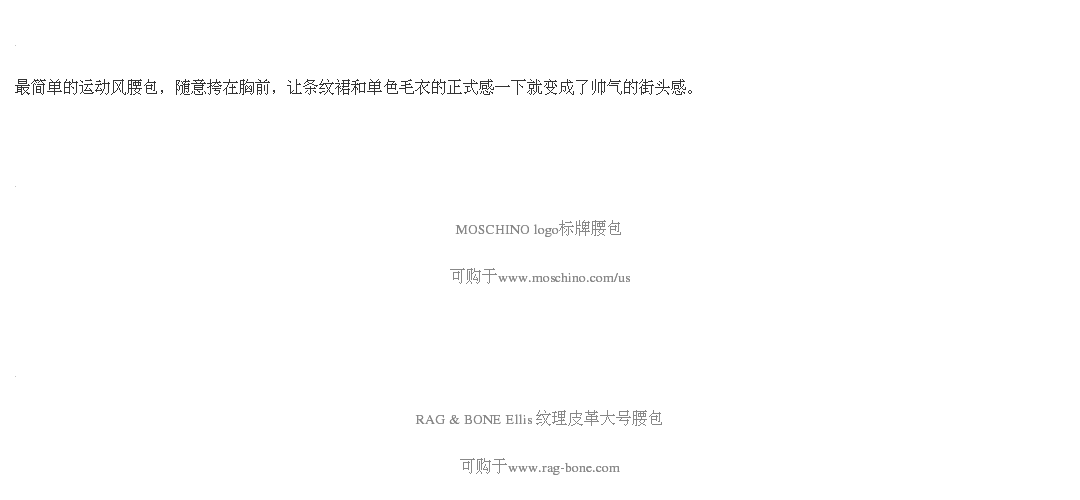 最简单的运动风腰包，随意挎在胸前，让条纹裙和单色毛衣的正式感一下就变成了帅气的街头感。
MOSCHINO logo标牌腰包
可购于www.moschino.com/us
RAG & BONE Ellis 纹理皮革大号腰包
可购于www.rag-bone.com